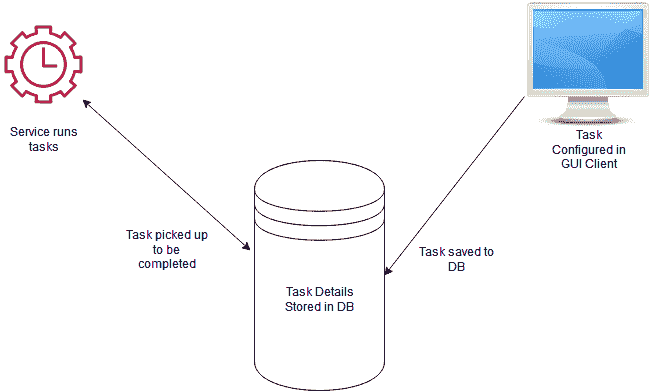 Service runs
tasks
Task
Configured in
GUI Client
Task picked up
to be
completed
Task saved to
DB
Task Details
Stored in DB